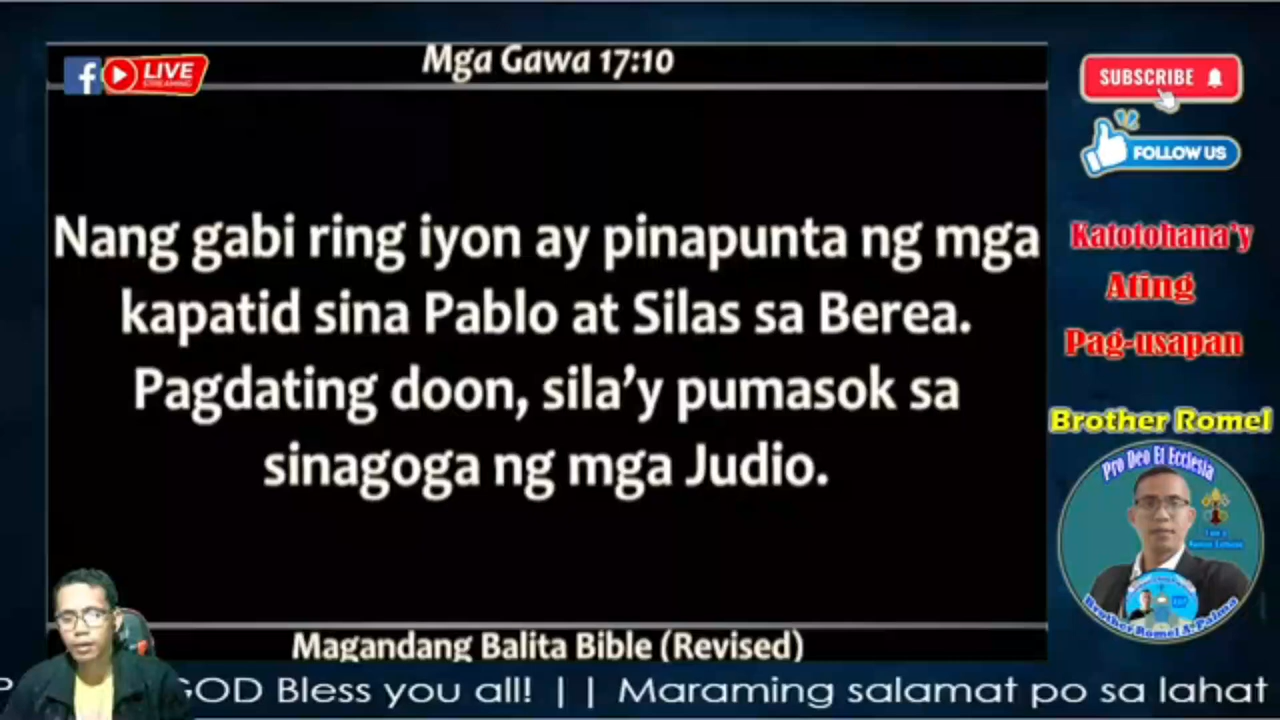 Mga Gawa 17:10
LIVE
STREAMING
SUBSCRIBE
FOLLOW US
Nang gabi ring iyon ay pinapunta ng mga
kapatid sina Pablo at Silas sa Berea.
Pagdating doon, sila'y pumasok sa
sinagoga ng mga Judio.
Katotohana'y
Ating
Pag-usapan
Brother Romel
Pro Deo Et Ecclesia
Brother Romel A. Palma
Magandang Balita Bible (Revised)
GOD Bless you all! || Maraming salamat po sa lahat